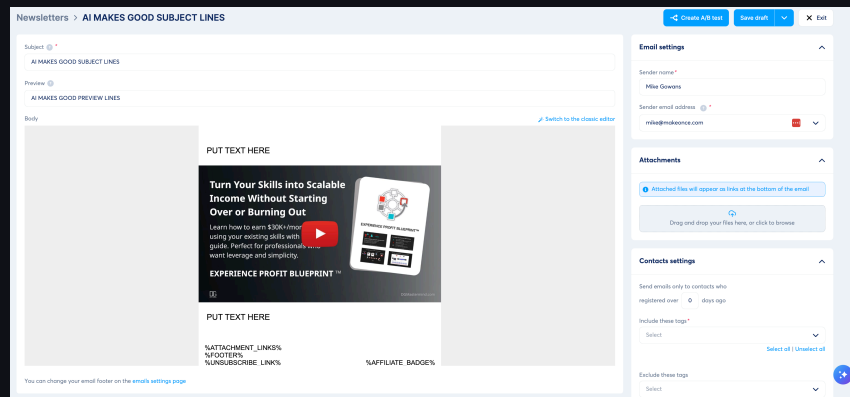 Newsletters > AI MAKES GOOD SUBJECT LINES
Create A/B test
Save draft
Exit
Subject *
AI MAKES GOOD SUBJECT LINES
Preview
AI MAKES GOOD PREVIEW LINES
Body
Switch to the classic editor
PUT TEXT HERE
Turn Your Skills into Scalable
Income Without Starting
Over or Burning Out
Learn how to earn $30K+/mor
using your existing skills with
guide. Perfect for professionals who
want leverage and simplicity.
EXPERIENCE PROFIT BLUEPRINT ™
EXPERIENCE PROFIT BLUEPRINT™
PUT TEXT HERE
%ATTACHMENT_LINKS%
%FOOTER%
%UNSUBSCRIBE_LINK% %AFFILIATE_BADGE%
You can change your email footer on the emails settings page
Email settings
Sender name*
Mike Gowans
Sender email address *
mike@makeance.com
Attachments
Attached files will appear as links at the bottom of the email.
Drag and drop your files here, or click to browse
Contacts settings
Send emails only to contacts who
registered over 0 days ago
Include these tags*
Select
Select all | Unselect all
Exclude these tags
Select